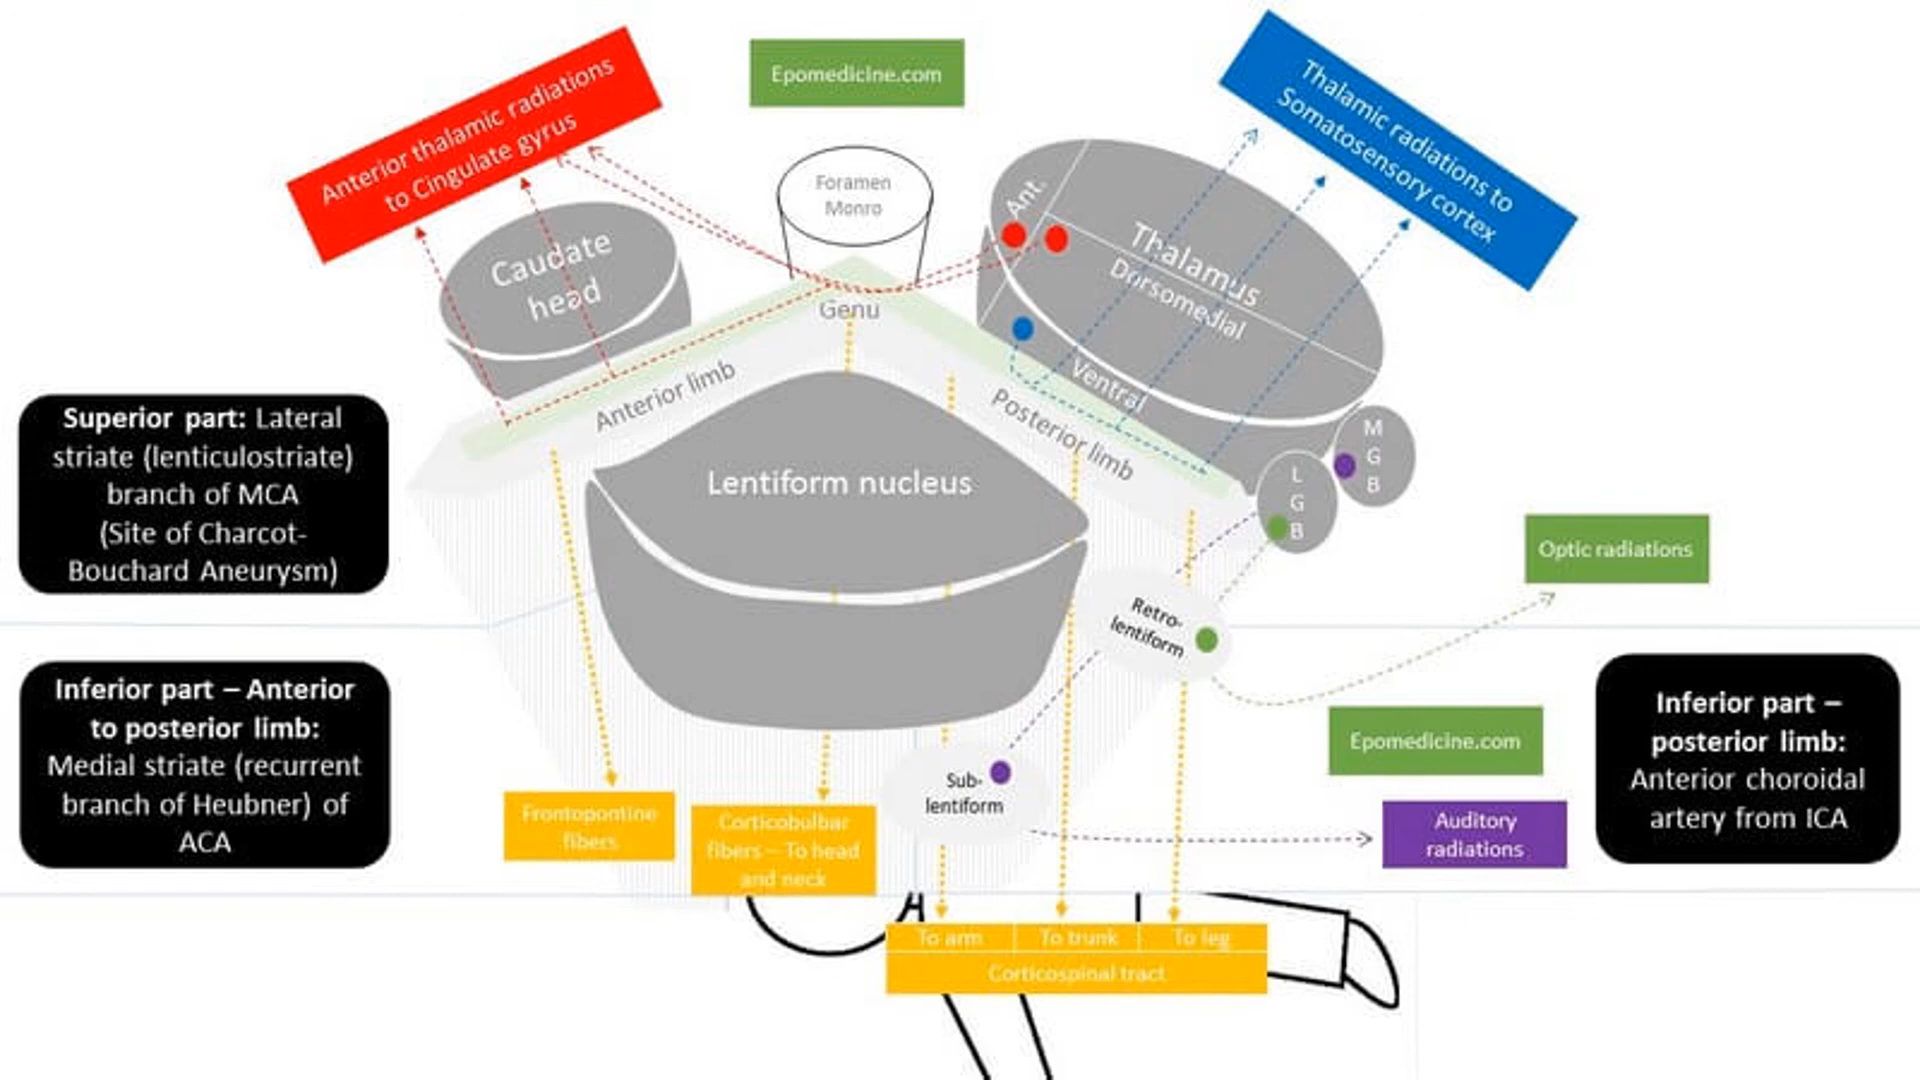 Epomedicine.com
Anterior thalamic radiations
to Cingulate gyrus
Thalamic radiations to
Somatosensory cortex
Foramen
Monro
Caudate
head
Ant.
Thalamus
Dorsomedial
Ventral
Genu
Anterior limb
Posterior limb
Lentiform nucleus
M
G
B
L
G
B
Superior part: Lateral
striate (lenticulostriate)
branch of MCA
(Site of Charcot-
Bouchard Aneurysm)
Optic radiations
Retro-
lentiform
Inferior part – Anterior
to posterior limb:
Medial striate (recurrent
branch of Heubner) of
ACA
Inferior part –
posterior limb:
Anterior choroidal
artery from ICA
Epomedicine.com
Sub-
lentiform
Frontopontine
fibers
Corticobulbar
fibers – To head
and neck
Auditory
radiations
To arm To trunk To leg
Corticospinal tract